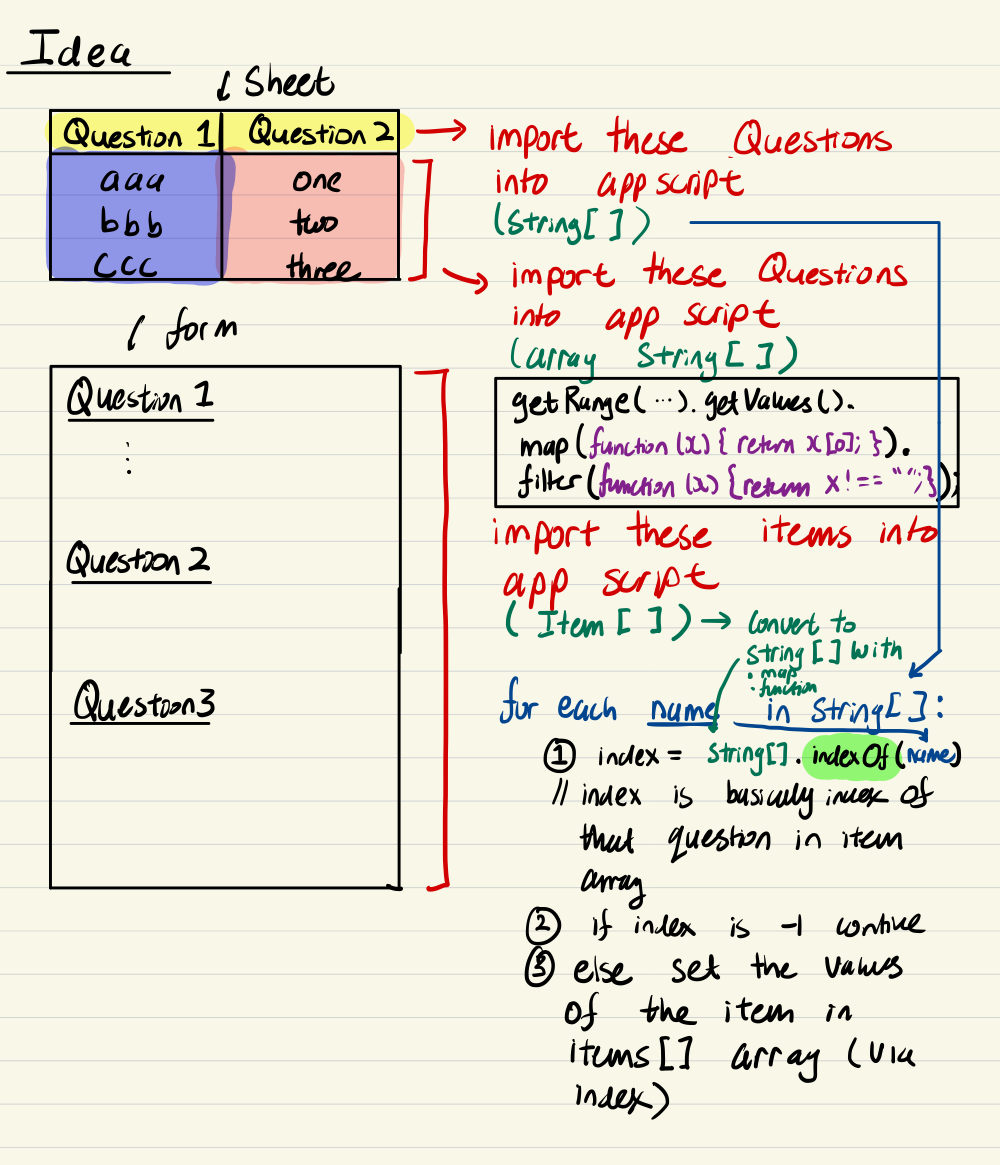 Idea
↙ Sheet
Question 1 Question 2
aaa one
bbb two
ccc three
→ import these Questions
into app script
(String[])
→ import these Questions
into app script
(array String[])
getRange(...).getValues().
map(function(x){ return x[0]; }).
filter(function(x){return x!== "";});
↙ form
Question 1
⋮
Question 2
Question 3
import these items into
app script
(Item[]) → convert to
String[] with
. map
. function
for each name in String[]:
① index = String[].indexOf(name)
// index is basically index of
that question in item
array
② if index is -1 contive
③ else set the values
of the item in
items[] array (via
index)